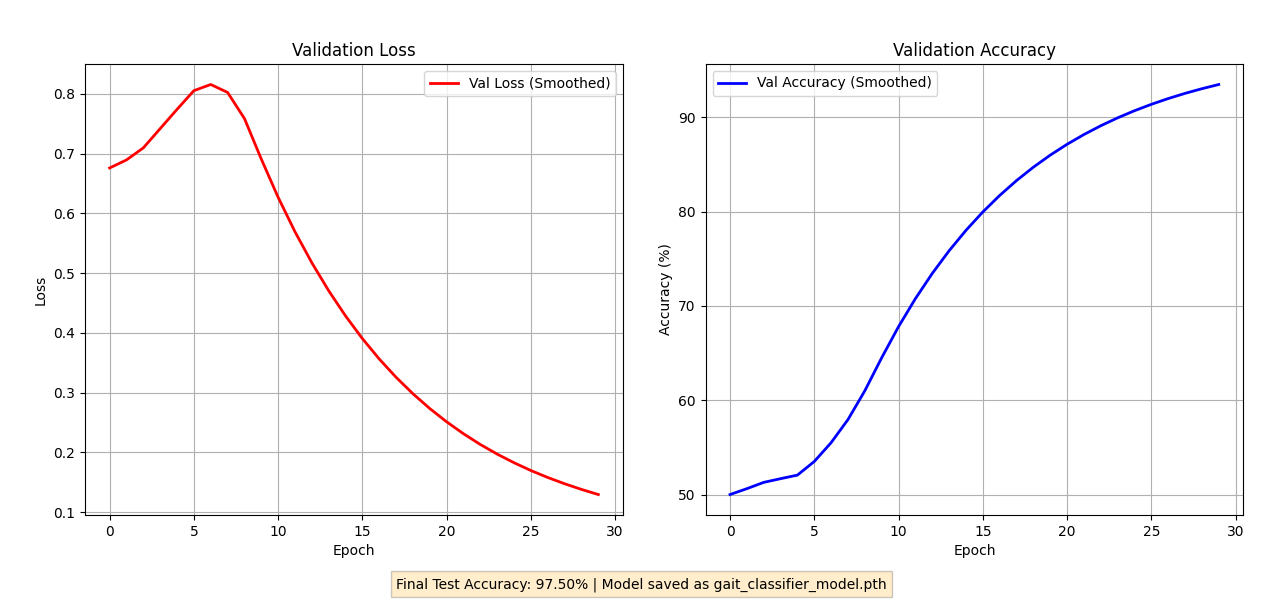 Validation Loss
Val Loss (Smoothed)
0.8
0.7
0.6
0.5
0.4
0.3
0.2
0.1
Loss
0 5 10 15 20 25 30
Epoch
Validation Accuracy
Val Accuracy (Smoothed)
90
80
70
60
50
Accuracy (%)
0 5 10 15 20 25 30
Epoch
Final Test Accuracy: 97.50% | Model saved as gait_classifier_model.pth